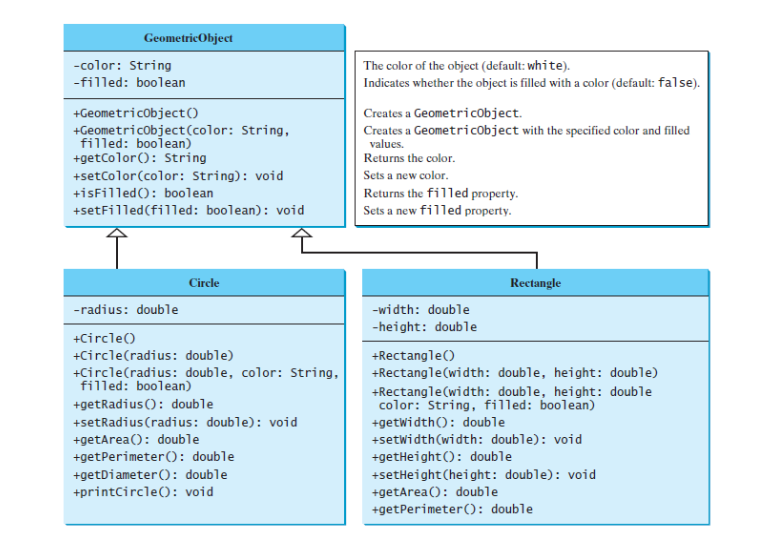 GeometricObject
-color: String
-filled: boolean
+GeometricObject()
+GeometricObject(color: String,
filled: boolean)
+getColor(): String
+setColor(color: String): void
+isFilled(): boolean
+setFilled(filled: boolean): void
The color of the object (default: white).
Indicates whether the object is filled with a color (default: false).
Creates a GeometricObject.
Creates a GeometricObject with the specified color and filled
values.
Returns the color.
Sets a new color.
Returns the filled property.
Sets a new filled property.
Circle
-radius: double
+Circle()
+Circle(radius: double)
+Circle(radius: double, color: String,
filled: boolean)
+getRadius(): double
+setRadius(radius: double): void
+getArea(): double
+getPerimeter(): double
+getDiameter(): double
+printCircle(): void
Rectangle
-width: double
-height: double
+Rectangle()
+Rectangle(width: double, height: double)
+Rectangle(width: double, height: double
color: String, filled: boolean)
+getWidth(): double
+setWidth(width: double): void
+getHeight(): double
+setHeight(height: double): void
+getArea(): double
+getPerimeter(): double